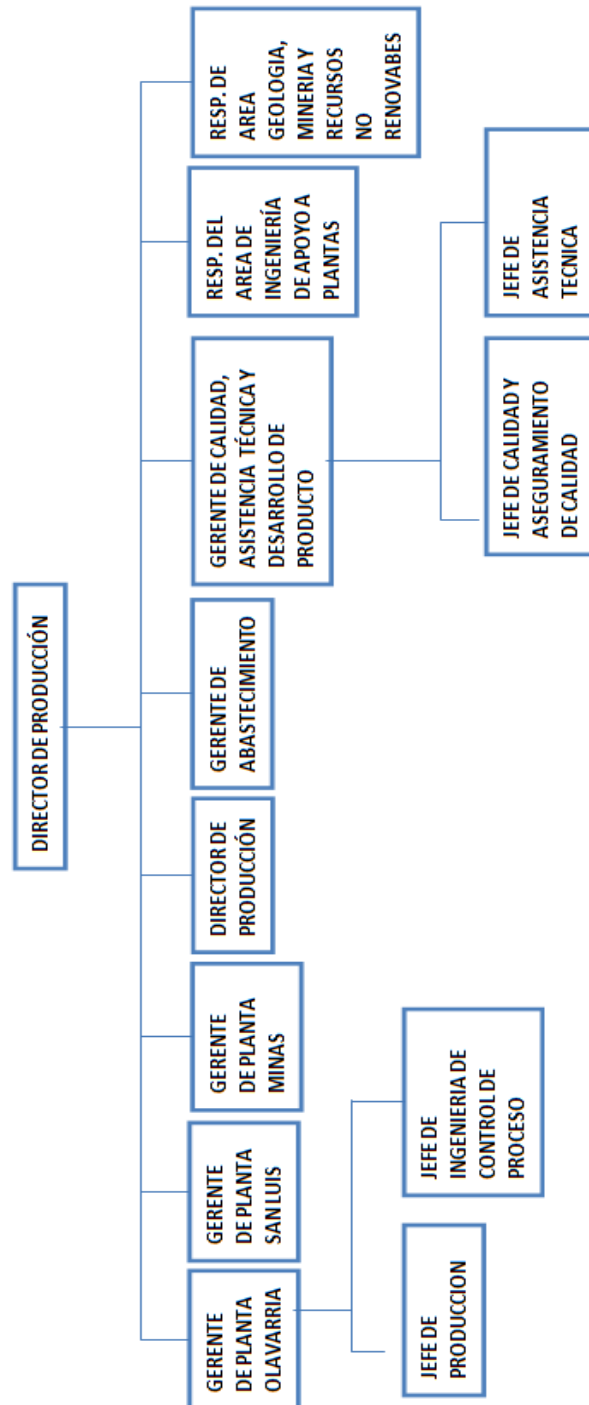 DIRECTOR DE PRODUCCIÓN
GERENTE
DE PLANTA
OLAVARRIA
GERENTE
DE PLANTA
SAN LUIS
GERENTE
DE PLANTA
MINAS
DIRECTOR DE
PRODUCCIÓN
GERENTE DE
ABASTECIMIENTO
GERENTE DE CALIDAD,
ASISTENCIA TÉCNICA Y
DESARROLLO DE
PRODUCTO
RESP. DEL
AREA DE
INGENIERÍA
DE APOYO A
PLANTAS
RESP. DE
AREA
GEOLOGIA,
MINERIA Y
RECURSOS
NO
RENOVABES
JEFE DE
PRODUCCION
JEFE DE
INGENIERIA DE
CONTROL DE
PROCESO
JEFE DE CALIDAD Y
ASEGURAMIENTO
DE CALIDAD
JEFE DE
ASISTENCIA
TECNICA